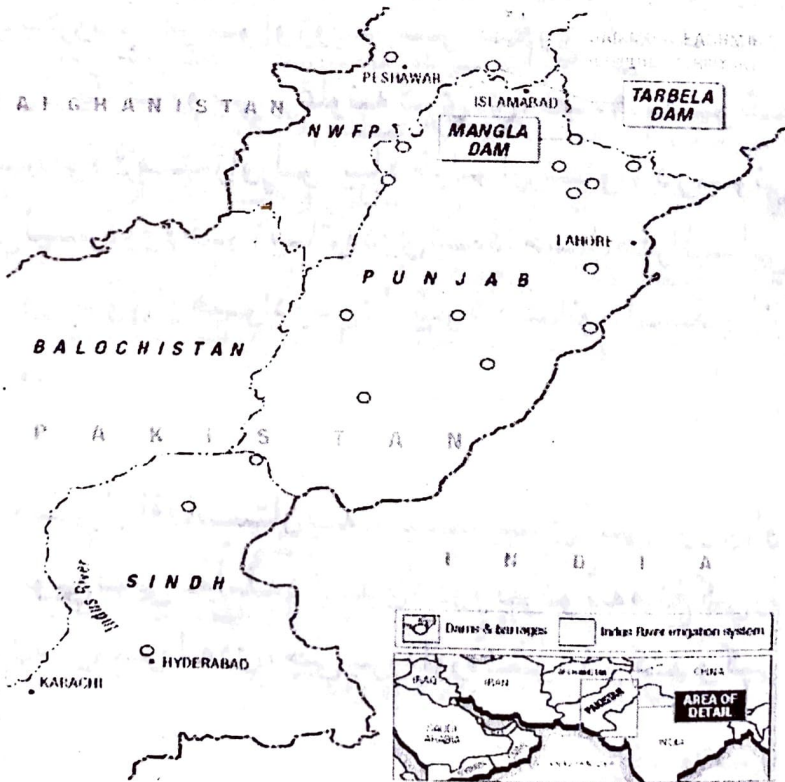 PESHAWAR
ISLAMABAD
TARBELA
DAM
AFGHANISTAN
NWFP
MANGLA
DAM
LAHORE
PUNJAB
BALOCHISTAN
PAKISTAN
INDIA
SINDH
Indus River
HYDERABAD
KARACHI
Dams & barrages
Indus River irrigation system
IRAQ
IRAN
CHINA
PAKISTAN
AREA OF
DETAIL
SAUDI
ARABIA
INDIA